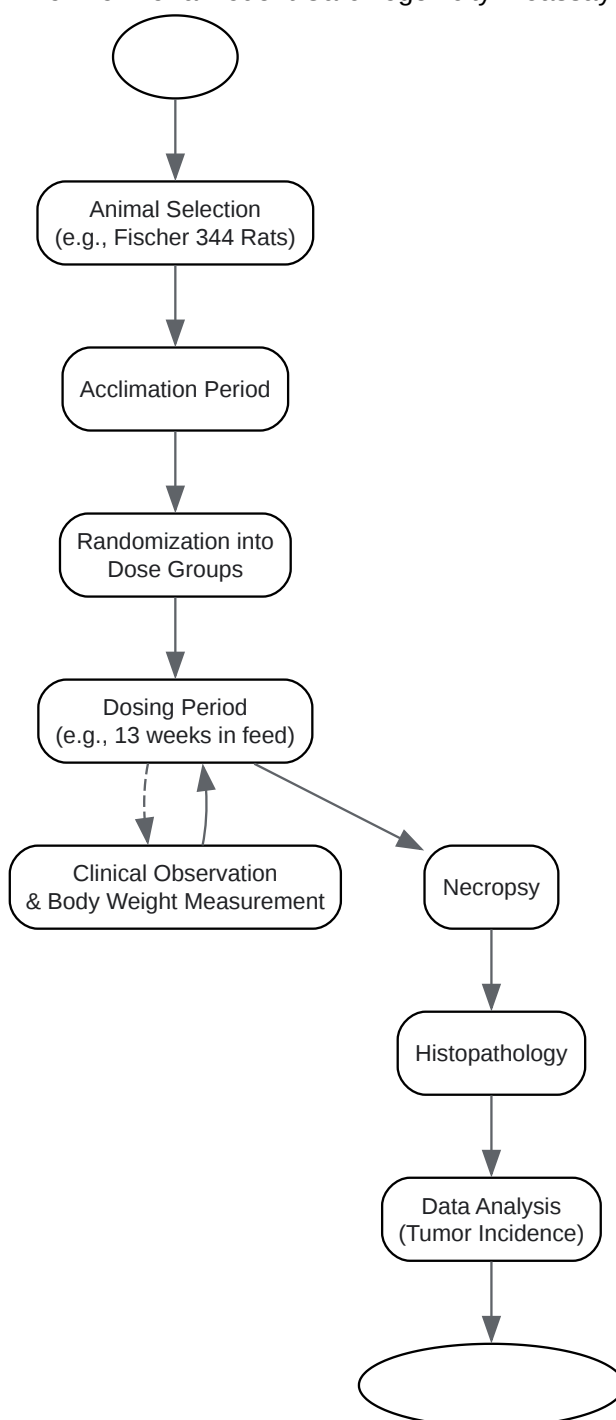 Animal Selection
(e.g., Fischer 344 Rats)
Acclimation Period
Randomization into
Dose Groups
Dosing Period
(e.g., 13 weeks in feed)
Clinical Observation
& Body Weight Measurement
Necropsy
Histopathology
Data Analysis
(Tumor Incidence)